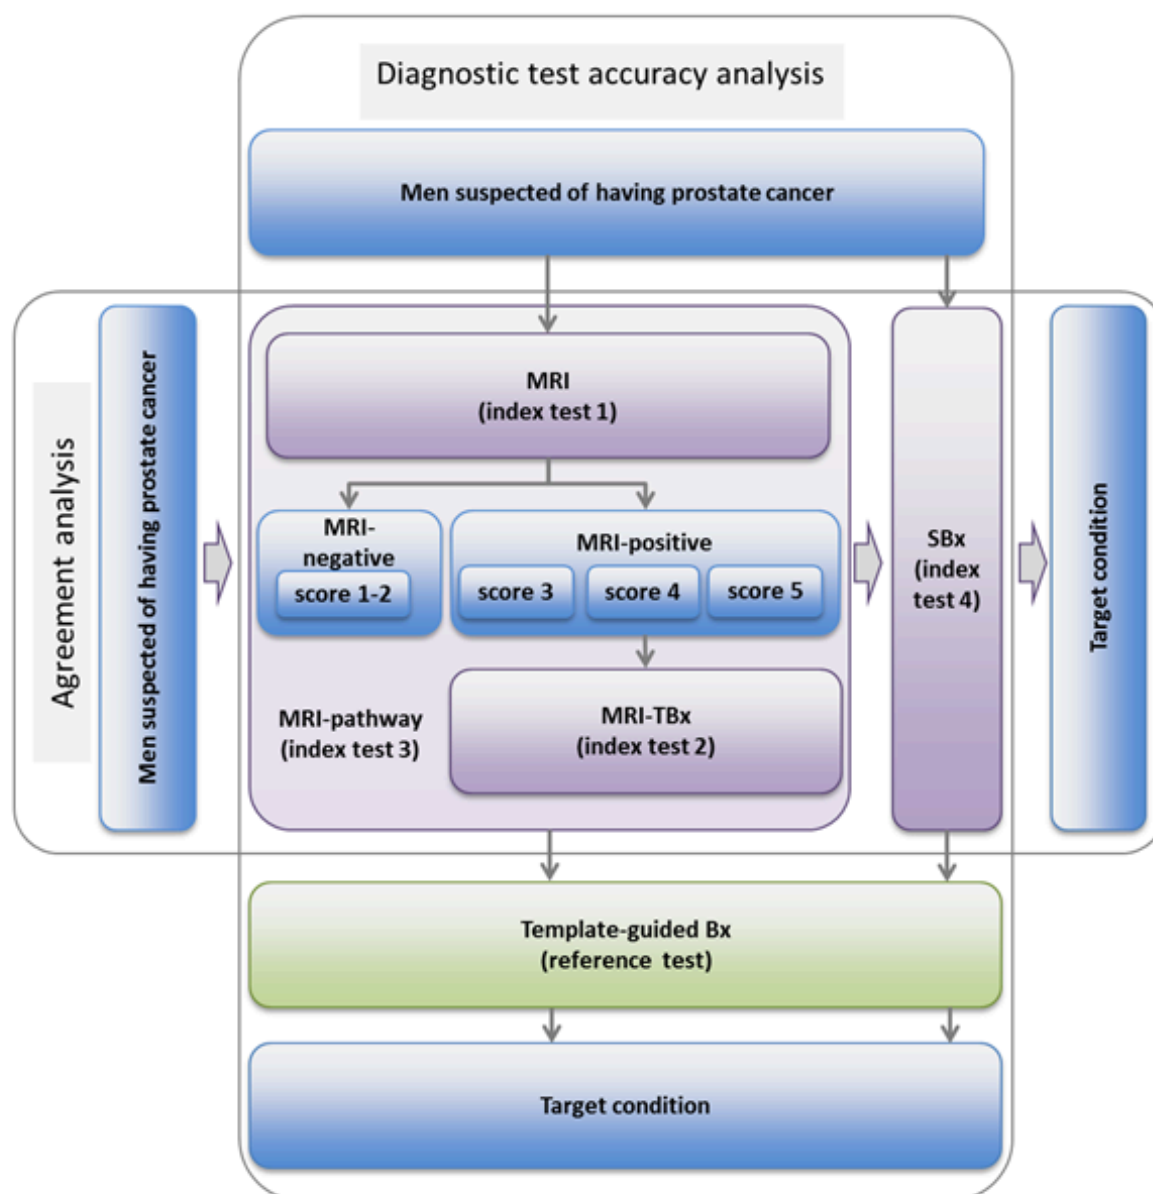 Diagnostic test accuracy analysis
Men suspected of having prostate cancer
Agreement analysis
Men suspected of having prostate cancer
MRI
(index test 1)
MRI-
negative
score 1-2
MRI-positive
score 3
score 4
score 5
MRI-pathway
(index test 3)
MRI-TBx
(index test 2)
SBx
(index
test 4)
Target condition
Template-guided Bx
(reference test)
Target condition